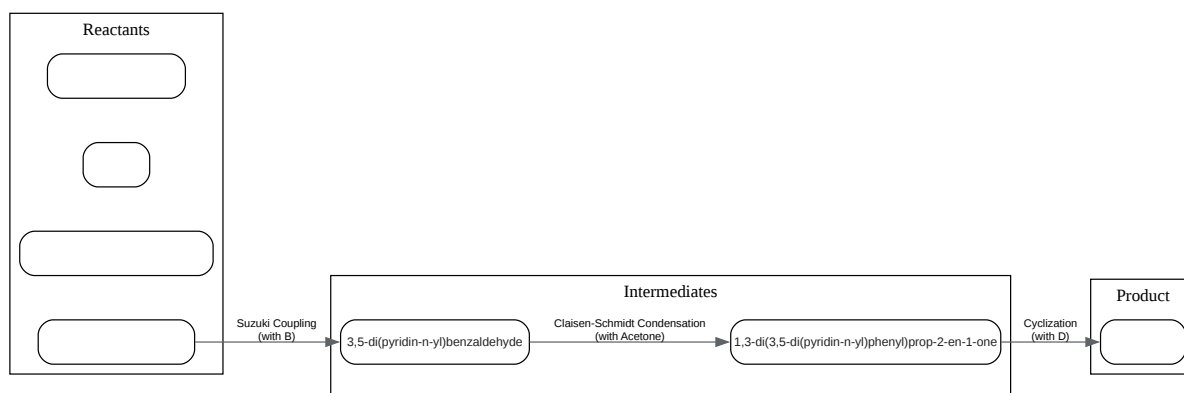 Reactants
Suzuki Coupling
(with B)
Intermediates
3,5-di(pyridin-n-yl)benzaldehyde
Claisen-Schmidt Condensation
(with Acetone)
1,3-di(3,5-di(pyridin-n-yl)phenyl)prop-2-en-1-one
Cyclization
(with D)
Product